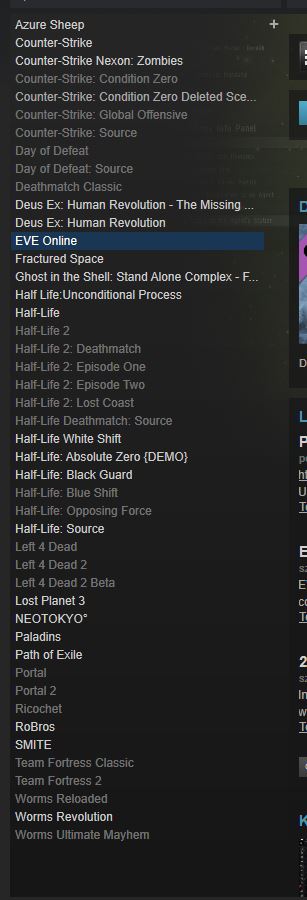 Azure Sheep
Counter-Strike
Counter-Strike Nexon: Zombies
Counter-Strike: Condition Zero
Counter-Strike: Condition Zero Deleted Sce...
Counter-Strike: Global Offensive
Counter-Strike: Source
Day of Defeat
Day of Defeat: Source
Deathmatch Classic
Deus Ex: Human Revolution - The Missing ...
Deus Ex: Human Revolution
EVE Online
Fractured Space
Ghost in the Shell: Stand Alone Complex - F...
Half Life:Unconditional Process
Half-Life
Half-Life 2
Half-Life 2: Deathmatch
Half-Life 2: Episode One
Half-Life 2: Episode Two
Half-Life 2: Lost Coast
Half-Life Deathmatch: Source
Half-Life White Shift
Half-Life: Absolute Zero {DEMO}
Half-Life: Black Guard
Half-Life: Blue Shift
Half-Life: Opposing Force
Half-Life: Source
Left 4 Dead
Left 4 Dead 2
Left 4 Dead 2 Beta
Lost Planet 3
NEOTOKYO°
Paladins
Path of Exile
Portal
Portal 2
Ricochet
RoBros
SMITE
Team Fortress Classic
Team Fortress 2
Worms Reloaded
Worms Revolution
Worms Ultimate Mayhem